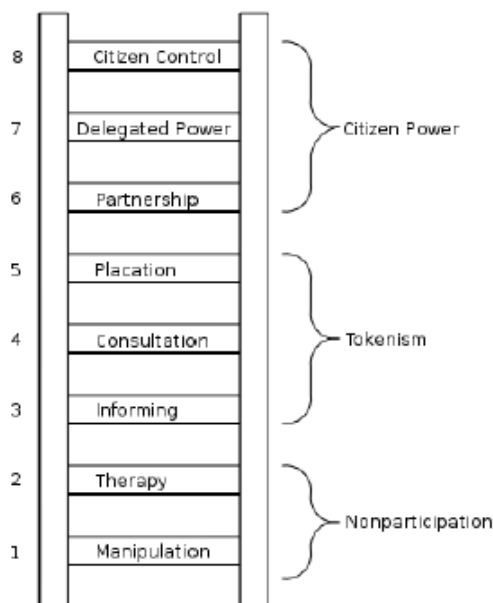 8 Citizen Control
7 Delegated Power Citizen Power
6 Partnership
5 Placation
4 Consultation Tokenism
3 Informing
2 Therapy
Nonparticipation
1 Manipulation